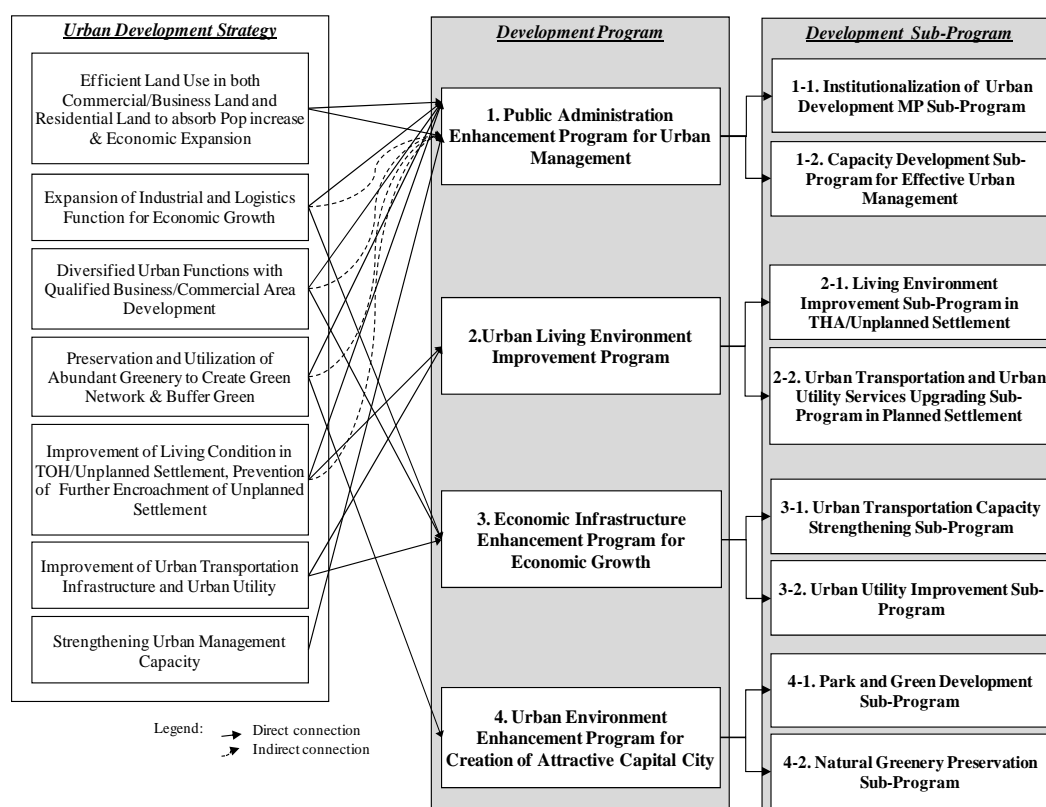 Urban Development Strategy
Efficient Land Use in both
Commercial/Business Land and
Residential Land to absorb Pop increase
& Economic Expansion
Expansion of Industrial and Logistics
Function for Economic Growth
Diversified Urban Functions with
Qualified Business/Commercial Area
Development
Preservation and Utilization of
Abundant Greenery to Create Green
Network & Buffer Green
Improvement of Living Condition in
TOH/Unplanned Settlement, Prevention
of Further Encroachment of Unplanned
Settlement
Improvement of Urban Transportation
Infrastructure and Urban Utility
Strengthening Urban Management
Capacity
Legend:
Direct connection
Indirect connection
Development Program
1. Public Administration
Enhancement Program for Urban
Management
2.Urban Living Environment
Improvement Program
3. Economic Infrastructure
Enhancement Program for
Economic Growth
4. Urban Environment
Enhancement Program for
Creation of Attractive Capital City
Development Sub-Program
1-1. Institutionalization of Urban
Development MP Sub-Program
1-2. Capacity Development Sub-
Program for Effective Urban
Management
2-1. Living Environment
Improvement Sub-Program in
THA/Unplanned Settlement
2-2. Urban Transportation and Urban
Utility Services Upgrading Sub-
Program in Planned Settlement
3-1. Urban Transportation Capacity
Strengthening Sub-Program
3-2. Urban Utility Improvement Sub-
Program
4-1. Park and Green Development
Sub-Program
4-2. Natural Greenery Preservation
Sub-Program